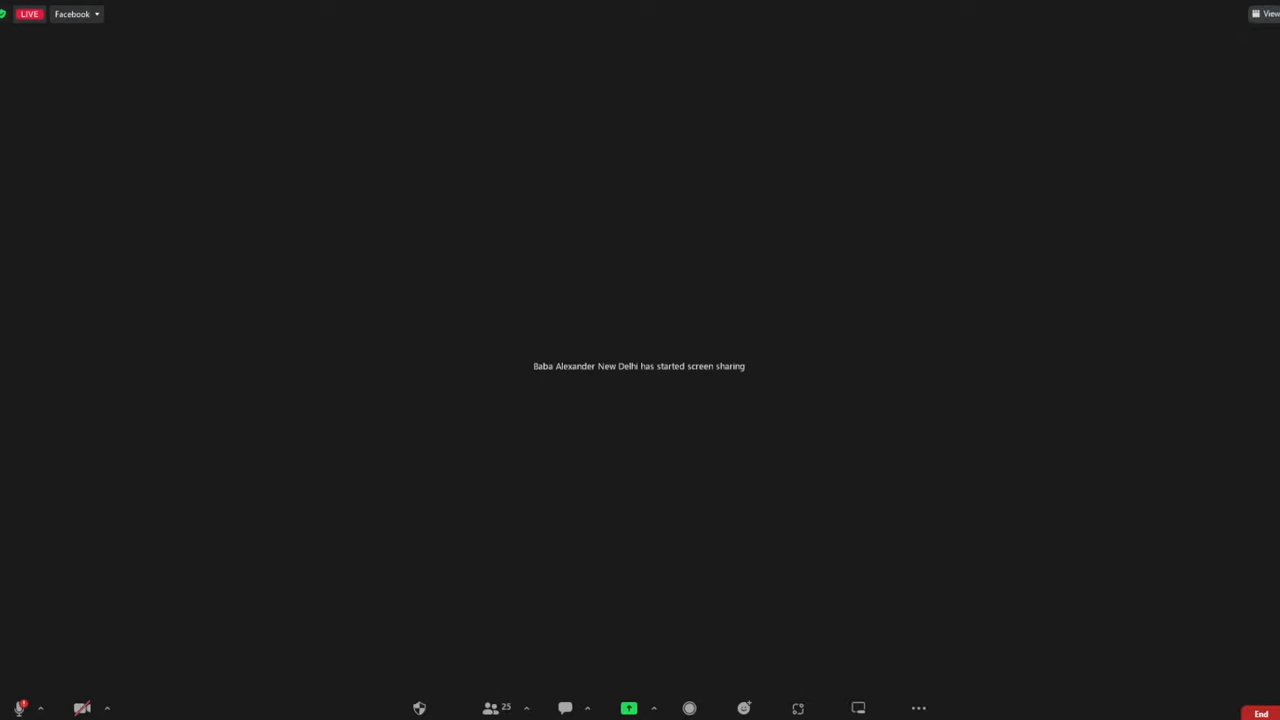 LIVE
Facebook
View
Baba Alexander New Delhi has started screen sharing
25
End